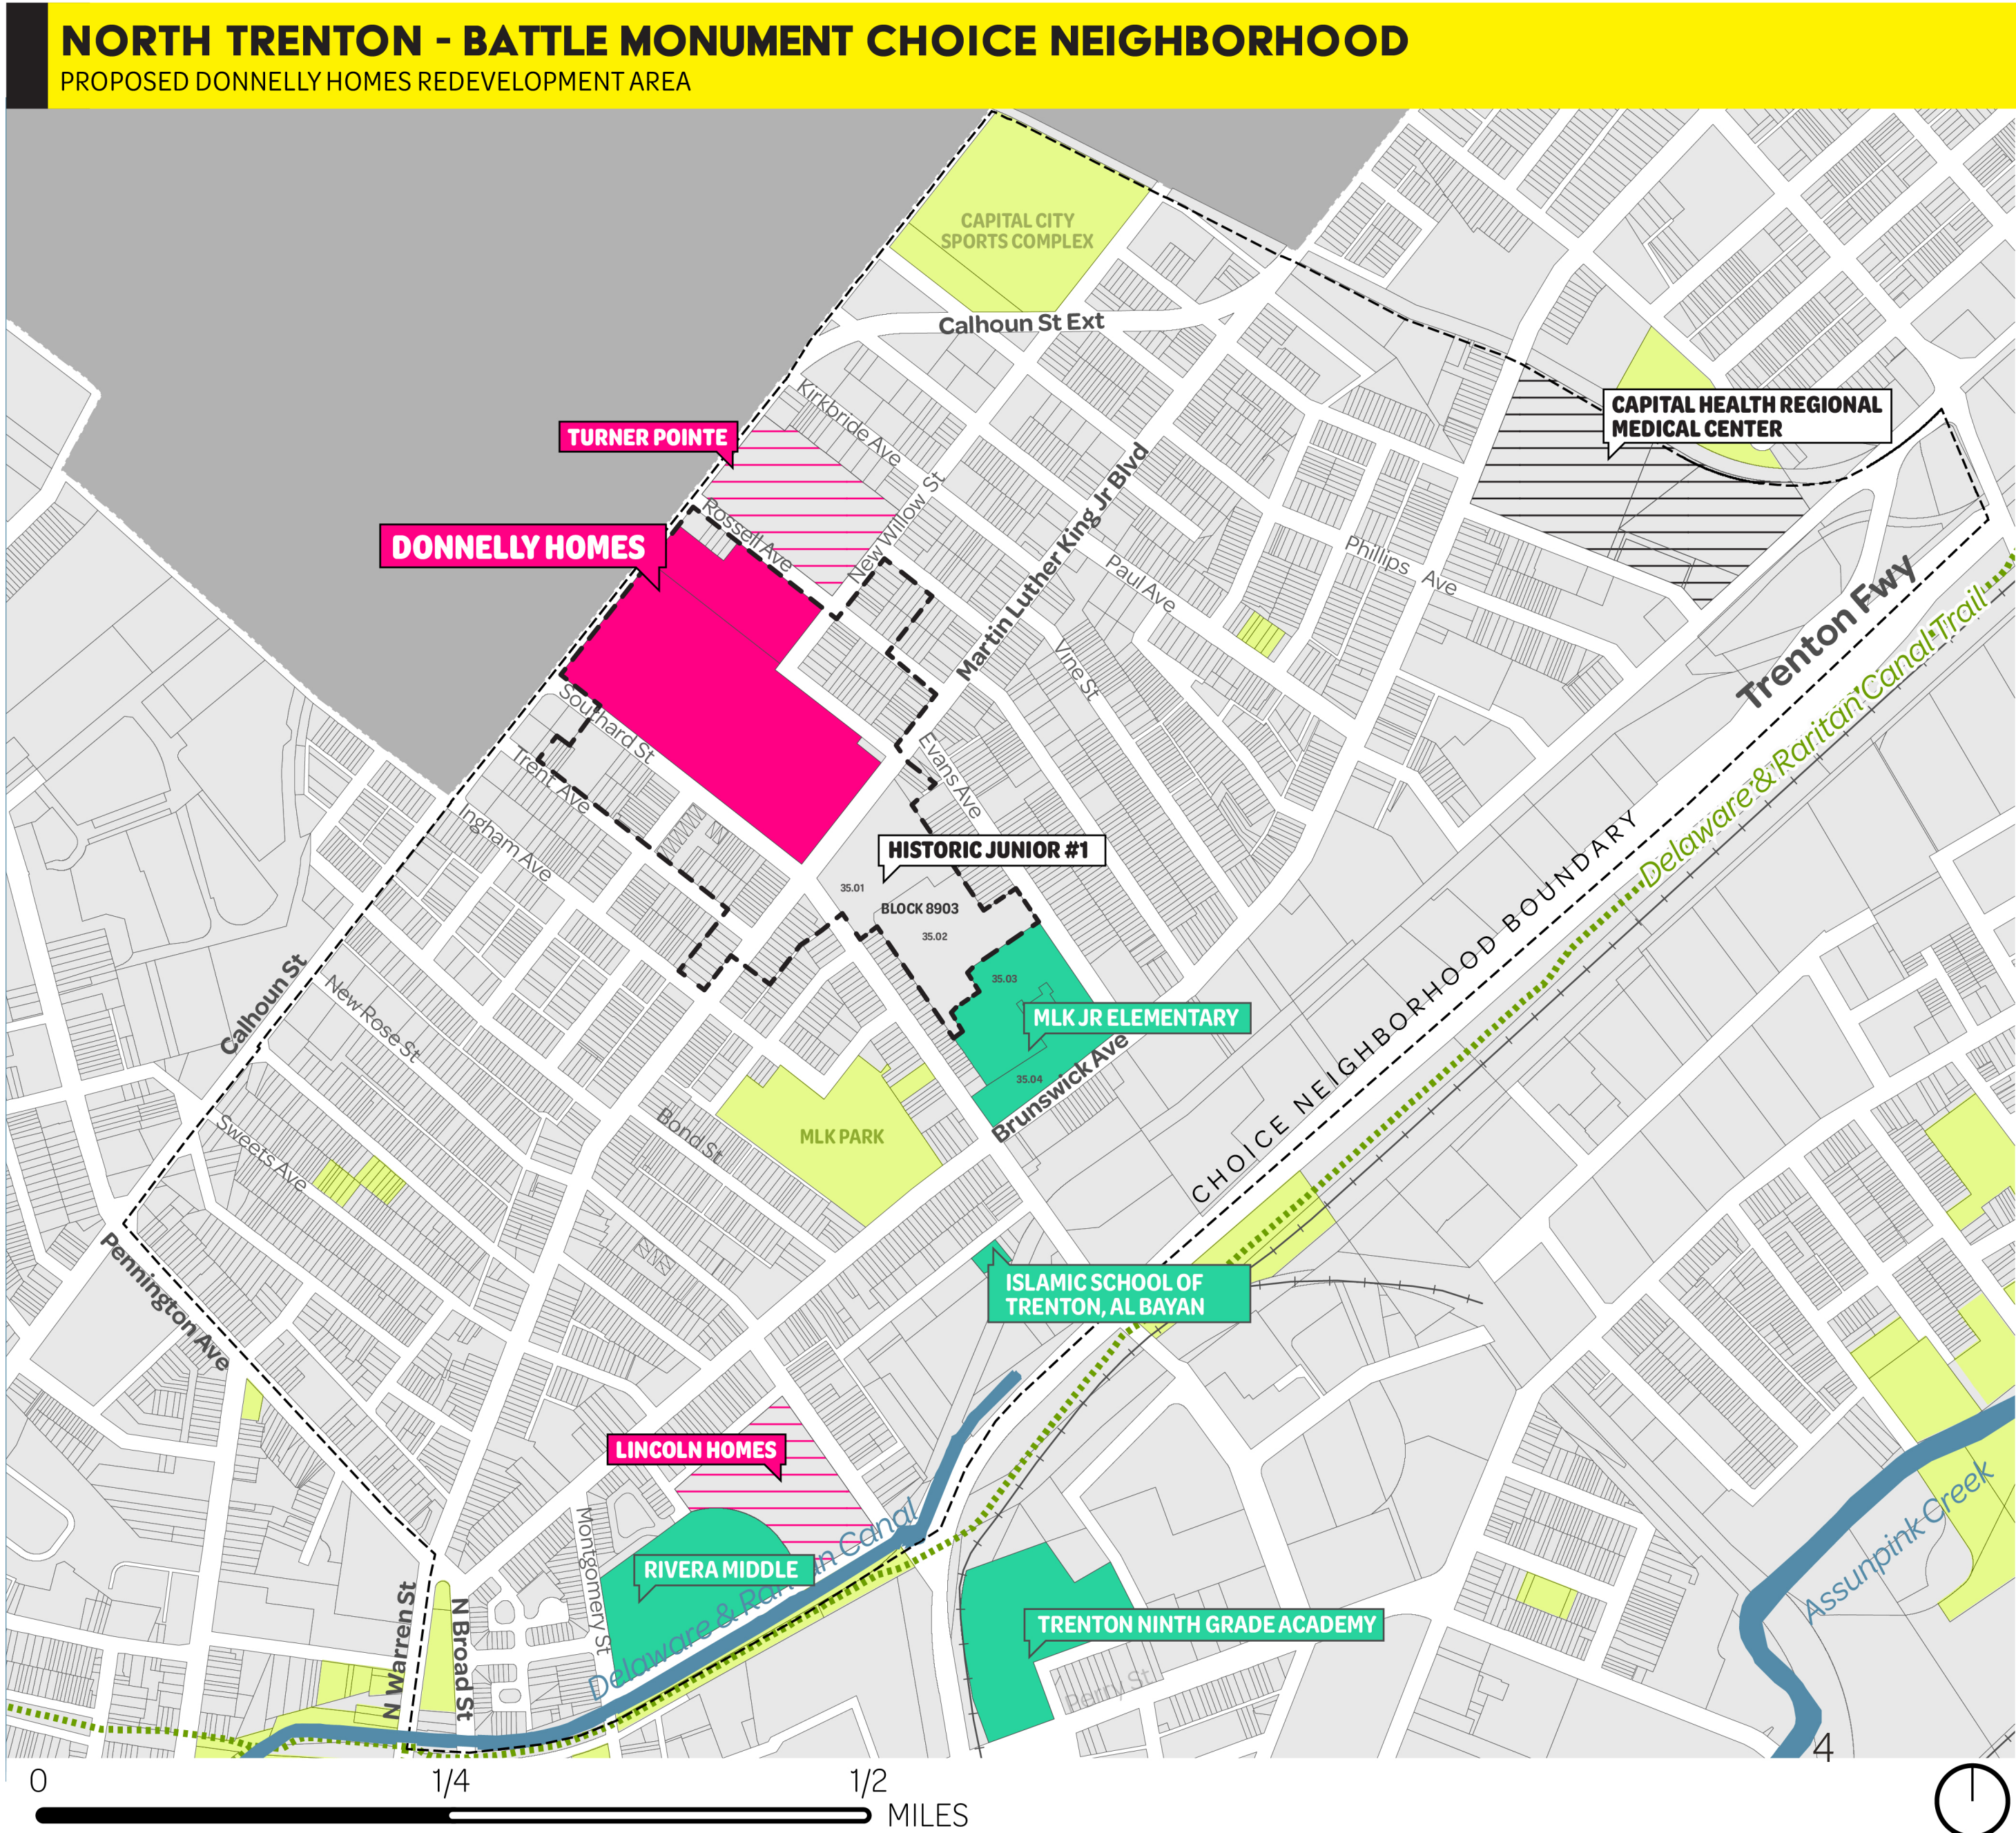 NORTH TRENTON - BATTLE MONUMENT CHOICE NEIGHBORHOOD
PROPOSED DONNELLY HOMES REDEVELOPMENT AREA
CAPITAL CITY
SPORTS COMPLEX
Calhoun St Ext
Kirkbride Ave
CAPITAL HEALTH REGIONAL
MEDICAL CENTER
TURNER POINTE
Rossell Ave
New Willow St
Martin Luther King Jr Blvd
DONNELLY HOMES
Phillips Ave
Paul Ave
Trenton Fwy
Delaware & Raritan Canal Trail
Vine St
Southard St
Trent Ave
Evans Ave
Ingham Ave
HISTORIC JUNIOR #1
35.01
BLOCK 8903
35.02
CHOICE NEIGHBORHOOD BOUNDARY
35.03
Calhoun St
New Rose St
MLK JR ELEMENTARY
35.04
Brunswick Ave
Sweets Ave
Bond St
MLK PARK
Pennington Ave
ISLAMIC SCHOOL OF
TRENTON, AL BAYAN
LINCOLN HOMES
Montgomery St
RIVERA MIDDLE
Delaware & Raritan Canal
Assunpink Creek
TRENTON NINTH GRADE ACADEMY
N Warren St
N Broad St
Perry St
4
0
1/4
1/2
MILES